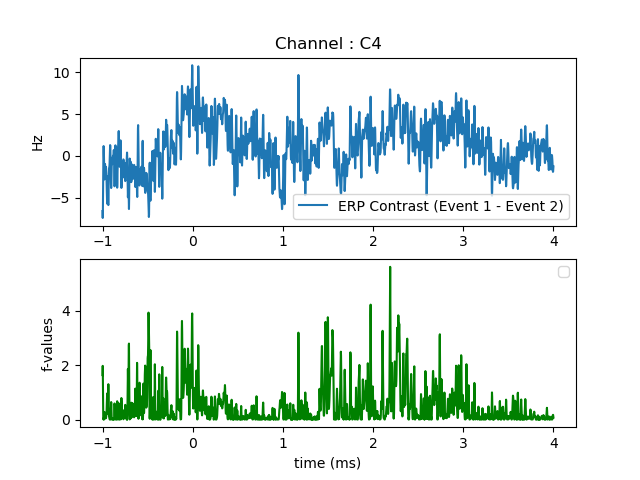 Channel : C4
Hz
10
5
0
−5
ERP Contrast (Event 1 - Event 2)
−1 0 1 2 3 4
f-values
4
2
0
−1 0 1 2 3 4
time (ms)